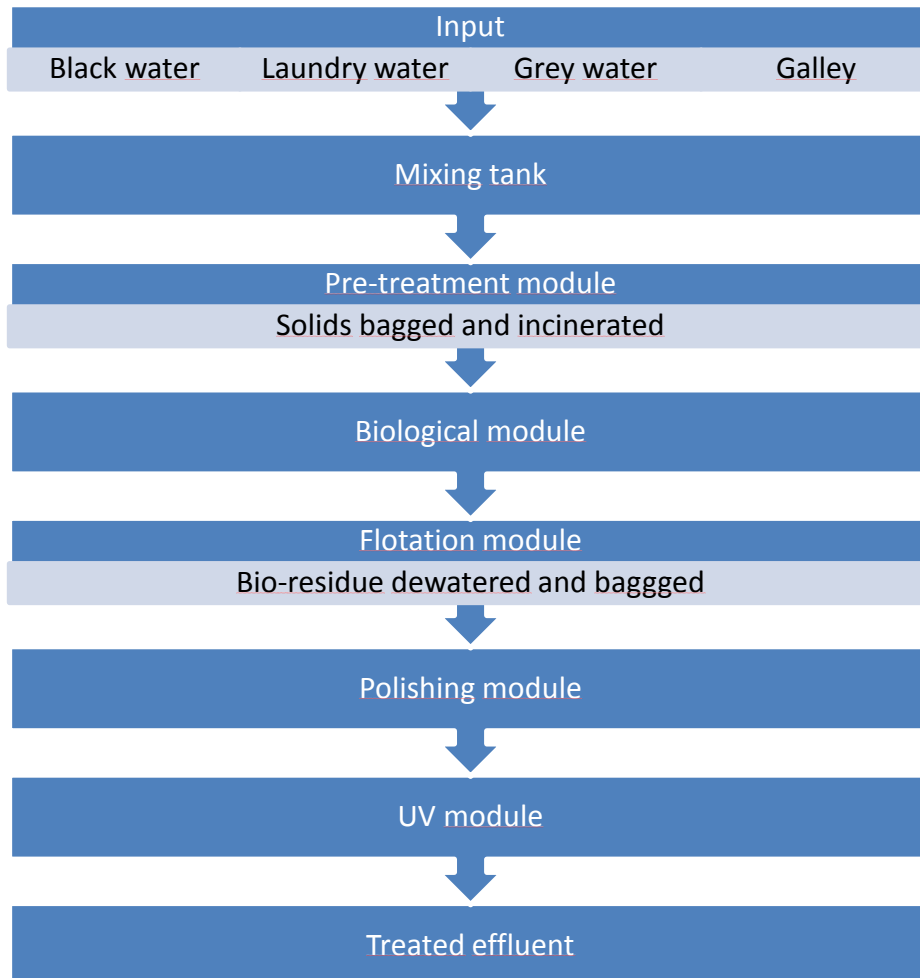 Input
Black water Laundry water Grey water Galley
Mixing tank
Pre-treatment module
Solids bagged and incinerated
Biological module
Flotation module
Bio-residue dewatered and baggged
Polishing module
UV module
Treated effluent